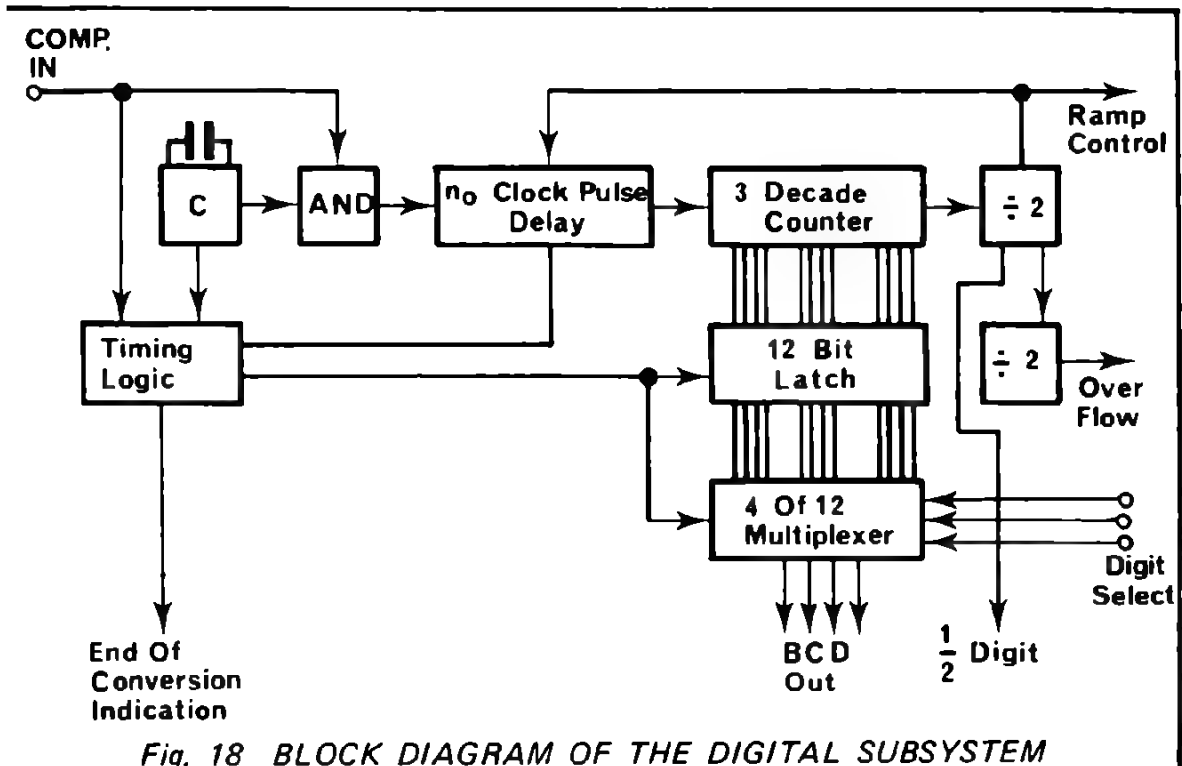 COMP.
IN
Ramp
Control
C
AND
n₀ Clock Pulse
Delay
3 Decade
Counter
÷ 2
Timing
Logic
12 Bit
Latch
÷ 2
Over
Flow
4 Of 12
Multiplexer
Digit
Select
End Of
Conversion
Indication
BCD
Out
1/2 Digit
Fig. 18 BLOCK DIAGRAM OF THE DIGITAL SUBSYSTEM